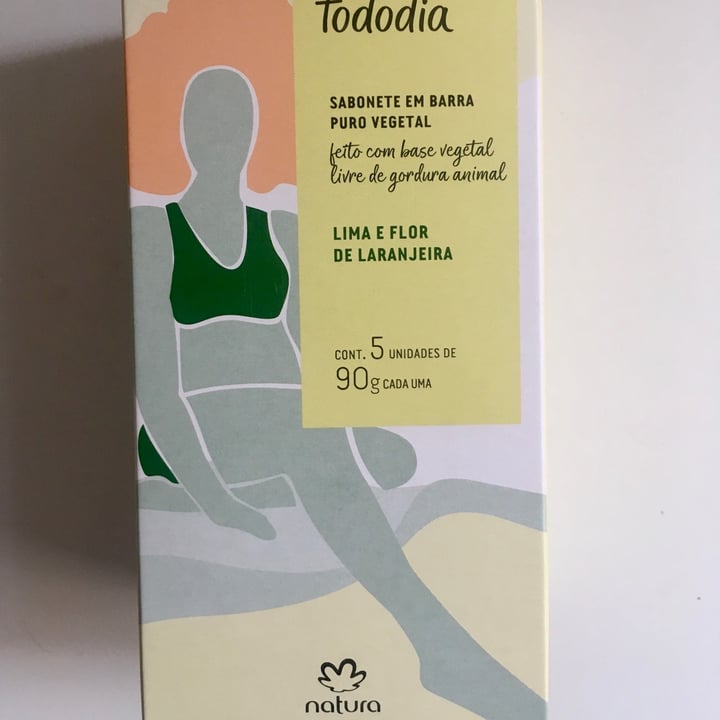 Tododia
SABONETE EM BARRA
PURO VEGETAL
feito com base vegetal
livre de gordura animal
LIMA E FLOR
DE LARANJEIRA
CONT. 5 UNIDADES DE
90g CADA UMA
natura